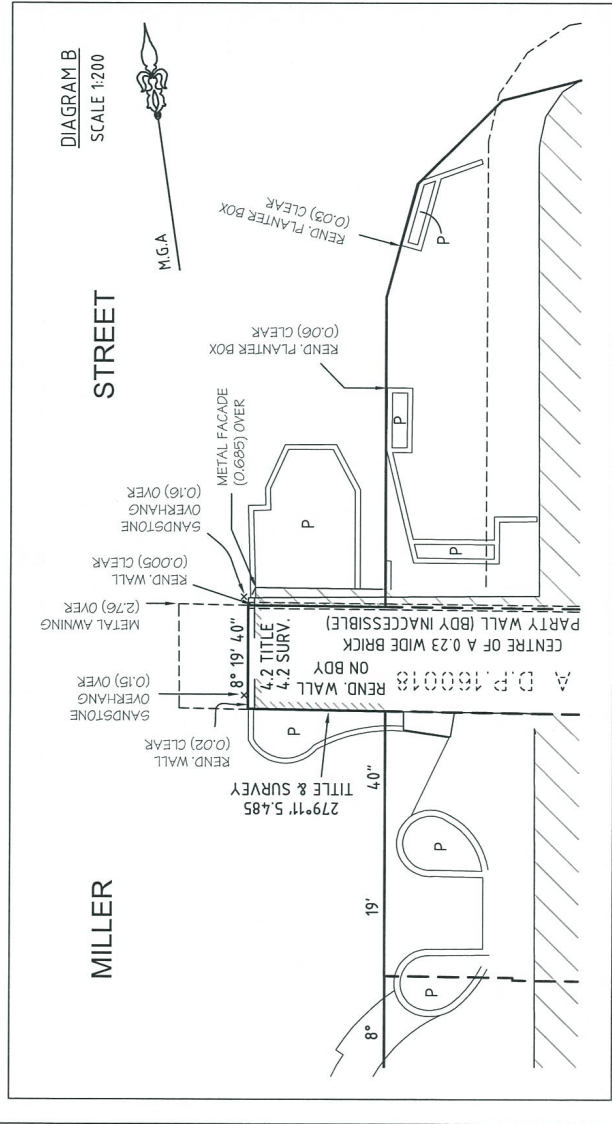 DIAGRAM B
SCALE 1:200
M.G.A
MILLER STREET
REND. PLANTER BOX
(0.03) CLEAR
P
REND. PLANTER BOX
(0.06) CLEAR
P
P
METAL FACADE
(0.685) OVER
P
SANDSTONE
OVERHANG
(0.16) OVER
REND. WALL
(0.005) CLEAR
METAL AWNING
(2.76) OVER
SANDSTONE
OVERHANG
(0.15) OVER
REND. WALL
(0.02) CLEAR
8° 19' 40"
4.2 TITLE
4.2 SURV.
REND. WALL
ON BDY
CENTRE OF A 0.23 WIDE BRICK
PARTY WALL (BDY INACCESSIBLE)
A D.P.160018
P
279°11' 5.485
TITLE & SURVEY
8° 19' 40"
P
P